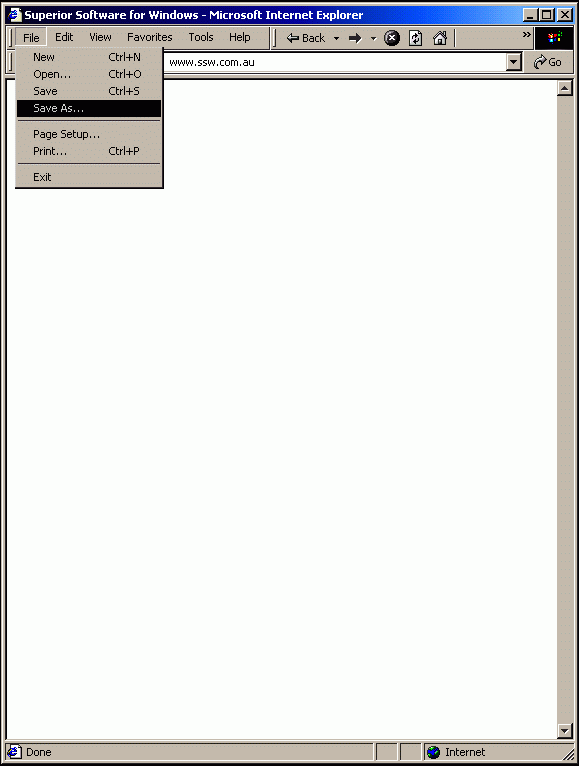 Superior Software for Windows - Microsoft Internet Explorer
File Edit View Favorites Tools Help Back »
www.ssw.com.au Go
New Ctrl+N
Open... Ctrl+O
Save Ctrl+S
Save As...
Page Setup...
Print... Ctrl+P
Exit
Done Internet